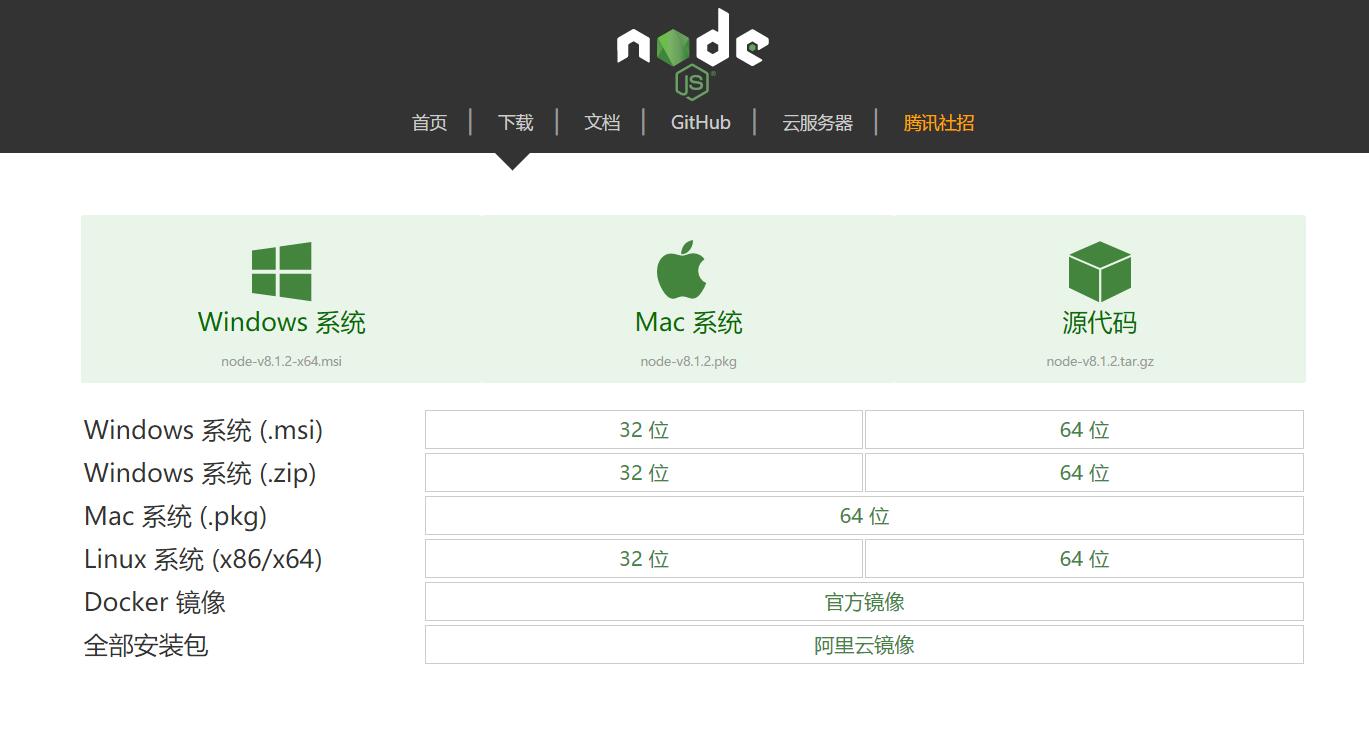 node
JS®
首页 | 下载 | 文档 | GitHub | 云服务器 | 腾讯社招
Windows 系统 Mac 系统 源代码
node-v8.1.2-x64.msi node-v8.1.2.pkg node-v8.1.2.tar.gz
Windows 系统 (.msi) 32 位 64 位
Windows 系统 (.zip) 32 位 64 位
Mac 系统 (.pkg) 64 位
Linux 系统 (x86/x64) 32 位 64 位
Docker 镜像 官方镜像
全部安装包 阿里云镜像